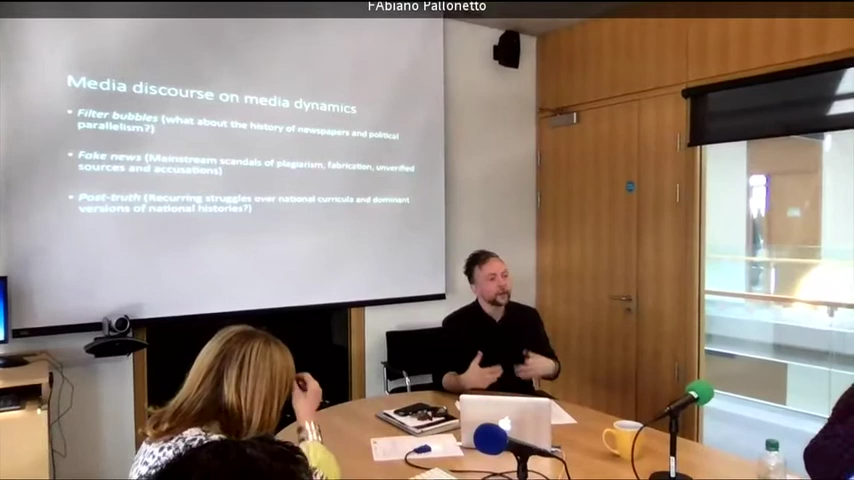 FAbiano Pallonetto
Media discourse on media dynamics
• Filter bubbles (what about the history of newspapers and political
parallelism?)
• Fake news (Mainstream scandals of plagiarism, fabrication, unverified
sources and accusations)
• Post-truth (Recurring struggles over national curricula and dominant
versions of national histories?)